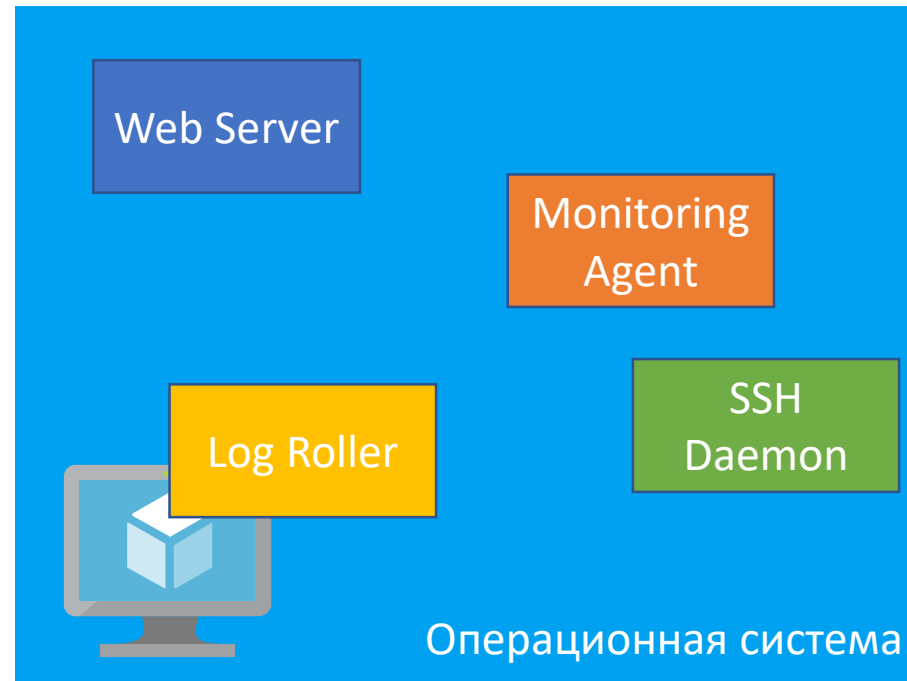 Web Server
Monitoring
Agent
SSH
Daemon
Log Roller
Операционная система